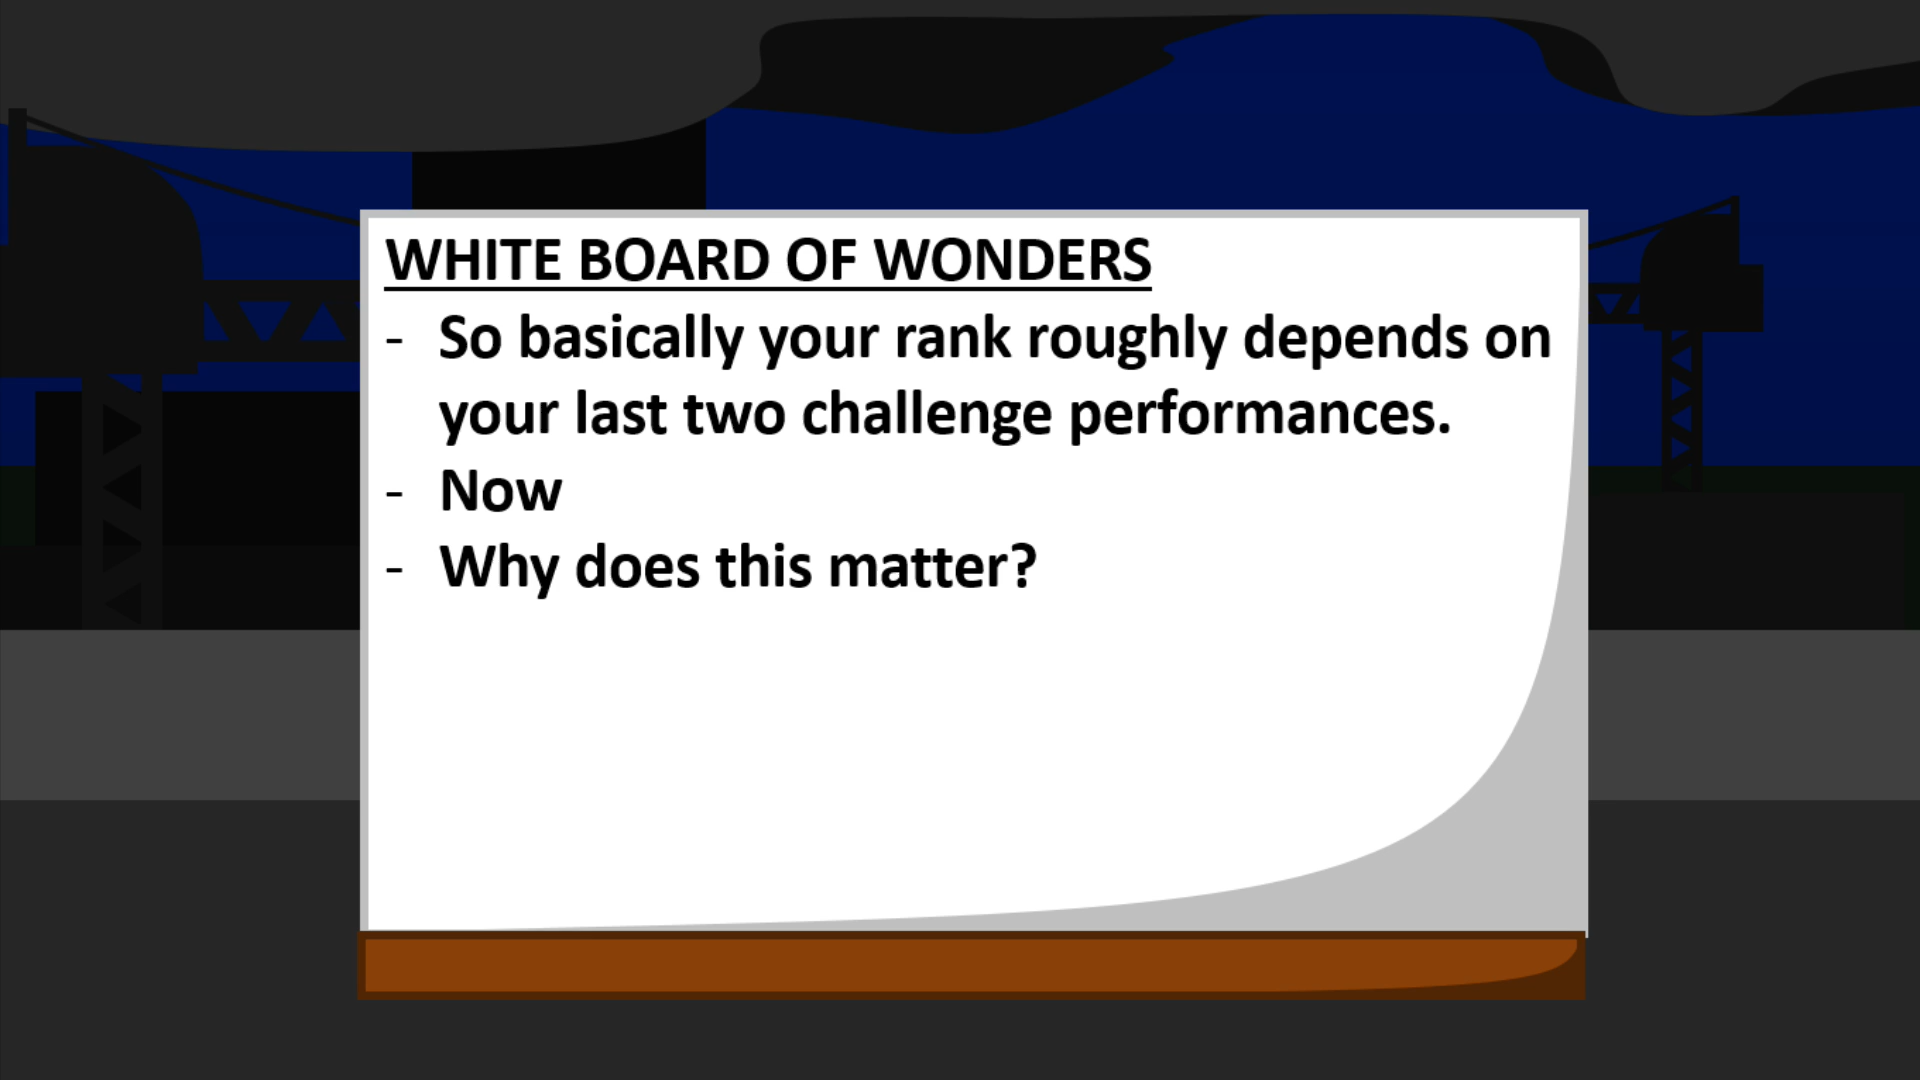 WHITE BOARD OF WONDERS
- So basically your rank roughly depends on
your last two challenge performances.
- Now
- Why does this matter?